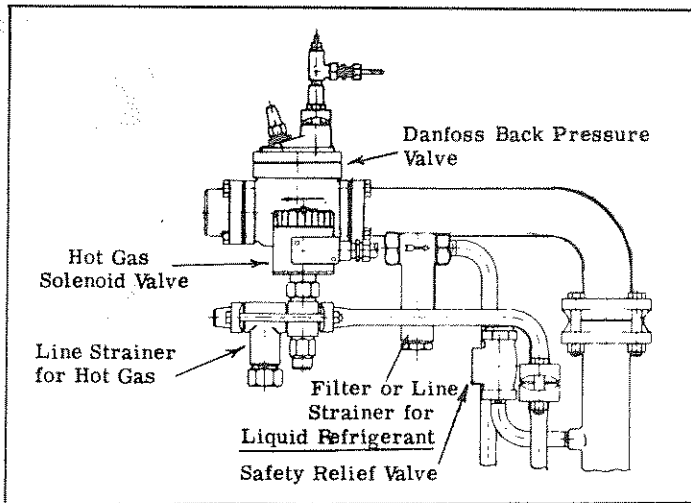 Danfoss Back Pressure
Valve
Hot Gas
Solenoid Valve
Line Strainer
for Hot Gas
Filter or Line
Strainer for
Liquid Refrigerant
Safety Relief Valve